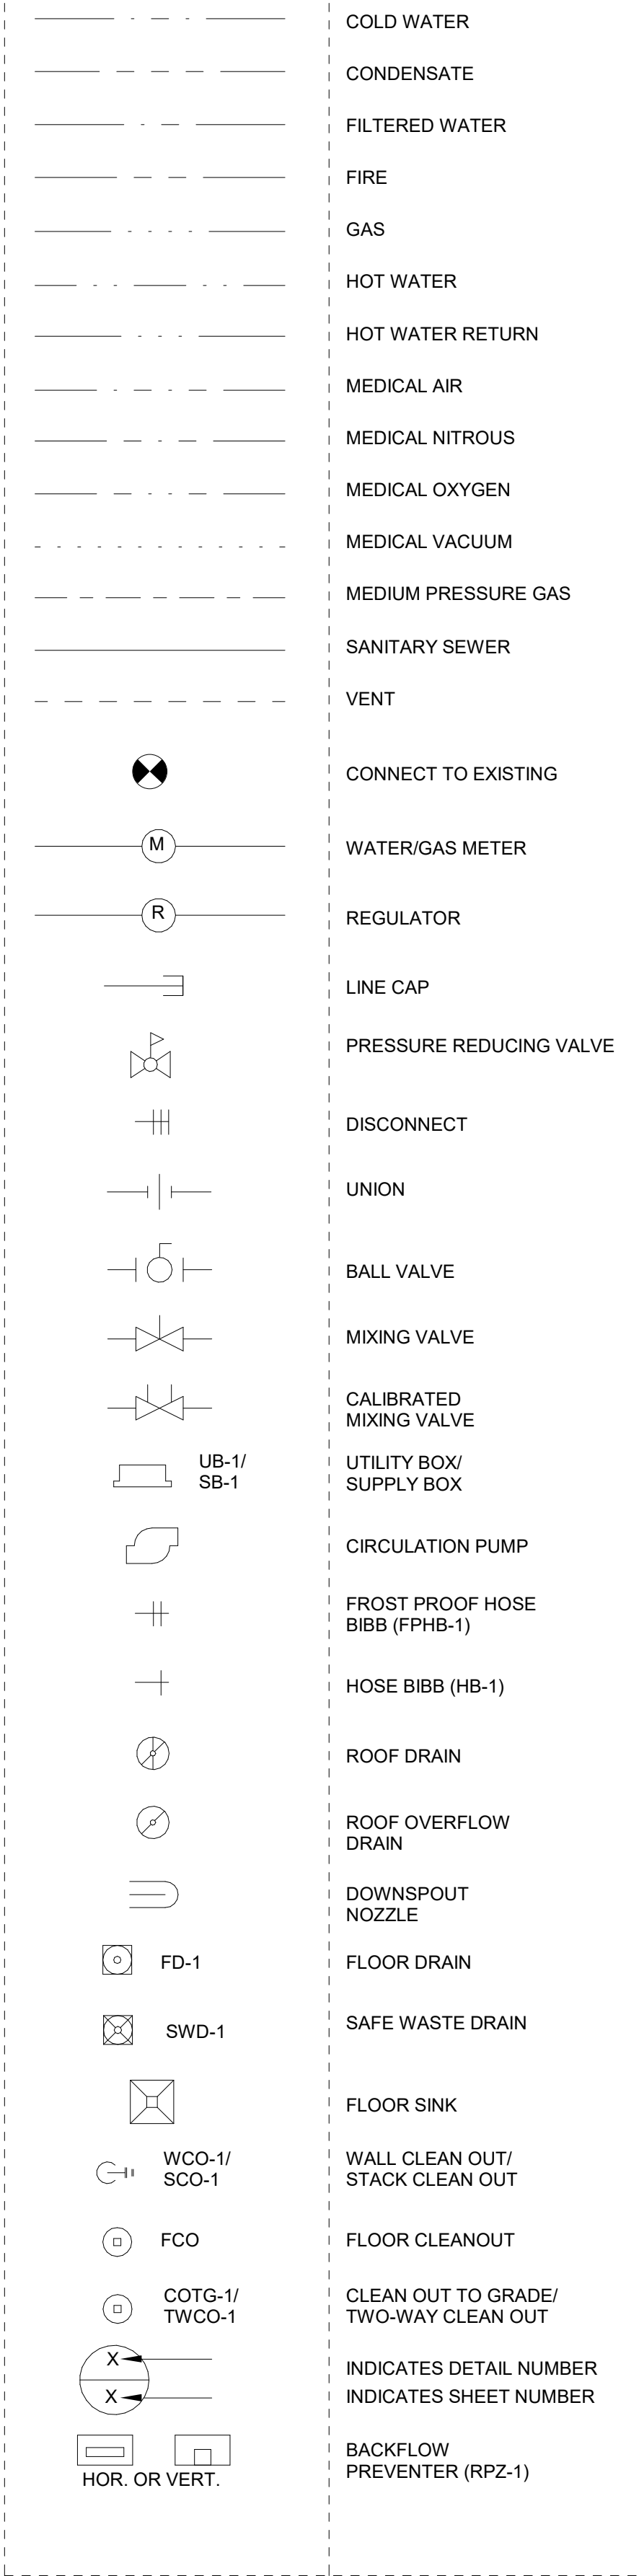 COLD WATER
CONDENSATE
FILTERED WATER
FIRE
GAS
HOT WATER
HOT WATER RETURN
MEDICAL AIR
MEDICAL NITROUS
MEDICAL OXYGEN
MEDICAL VACUUM
MEDIUM PRESSURE GAS
SANITARY SEWER
VENT
CONNECT TO EXISTING
M
WATER/GAS METER
R
REGULATOR
LINE CAP
PRESSURE REDUCING VALVE
DISCONNECT
UNION
BALL VALVE
MIXING VALVE
CALIBRATED
MIXING VALVE
UB-1/
SB-1
UTILITY BOX/
SUPPLY BOX
CIRCULATION PUMP
FROST PROOF HOSE
BIBB (FPHB-1)
HOSE BIBB (HB-1)
ROOF DRAIN
ROOF OVERFLOW
DRAIN
DOWNSPOUT
NOZZLE
FD-1
FLOOR DRAIN
SWD-1
SAFE WASTE DRAIN
FLOOR SINK
WCO-1/
SCO-1
WALL CLEAN OUT/
STACK CLEAN OUT
FCO
FLOOR CLEANOUT
COTG-1/
TWCO-1
CLEAN OUT TO GRADE/
TWO-WAY CLEAN OUT
X
INDICATES DETAIL NUMBER
X
INDICATES SHEET NUMBER
HOR. OR VERT.
BACKFLOW
PREVENTER (RPZ-1)